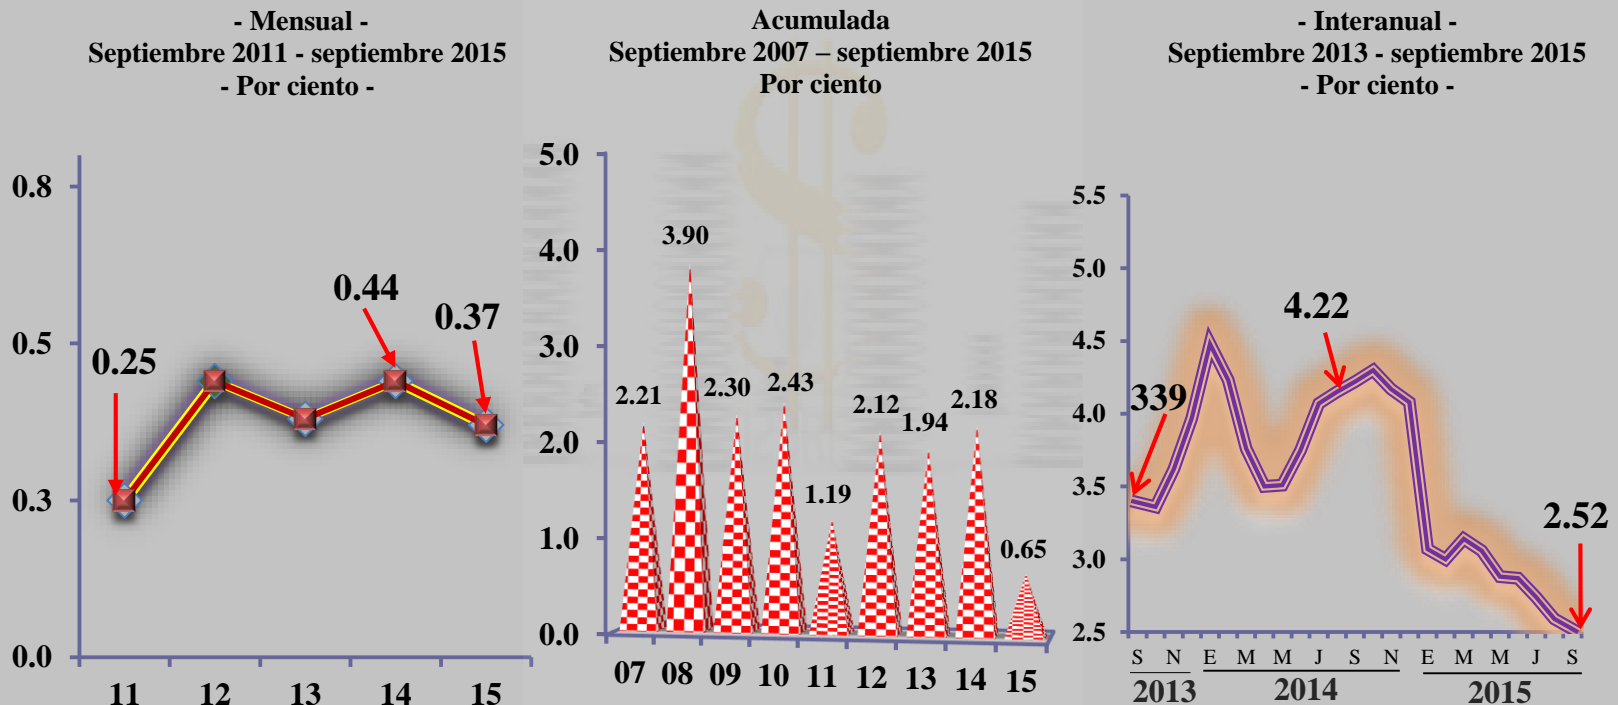 - Mensual -
Septiembre 2011 - septiembre 2015
- Por ciento -
0.8
0.5
0.3
0.0
0.25
0.44
0.37
11 12 13 14 15
Acumulada
Septiembre 2007 – septiembre 2015
Por ciento
5.0
4.0
3.0
2.0
1.0
0.0
2.21
3.90
2.30
2.43
1.19
2.12
1.94
2.18
0.65
07 08 09 10 11 12 13 14 15
- Interanual -
Septiembre 2013 - septiembre 2015
- Por ciento -
5.5
5.0
4.5
4.0
3.5
3.0
2.5
339
4.22
2.52
S N E M M J S N E M M J S
2013 2014 2015